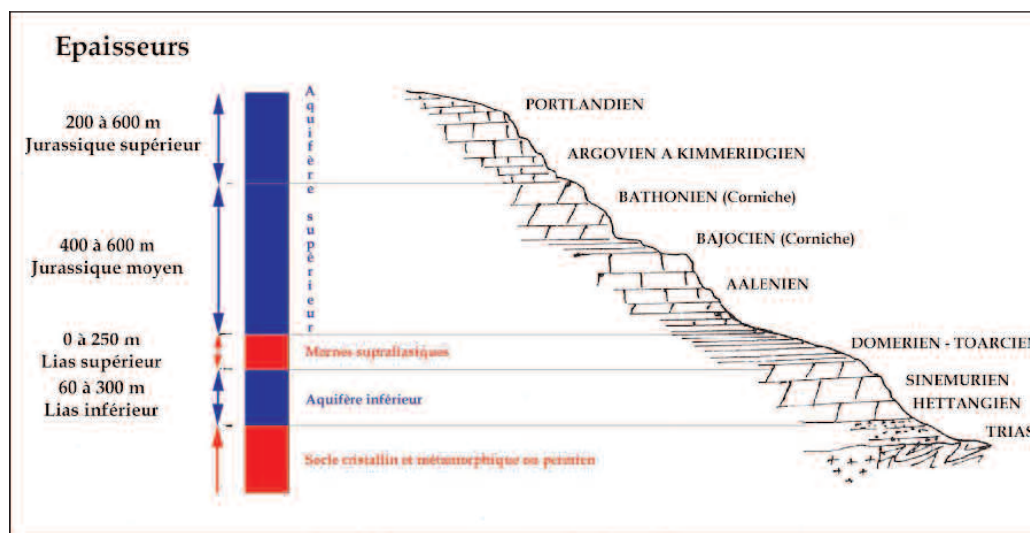 Epaisseurs
200 à 600 m
Jurassique supérieur
400 à 600 m
Jurassique moyen
0 à 250 m
Lias supérieur
60 à 300 m
Lias inférieur
Aquifère supérieur
Marnes supraliasiques
Aquifère inférieur
Socle cristallin et métamorphique ou permien
PORTLANDIEN
ARGOVIEN A KIMMERIDGIEN
BATHONIEN (Corniche)
BAJOCIEN (Corniche)
AALENIEN
DOMERIEN - TOARCIEN
SINEMURIEN
HETTANGIEN
TRIAS